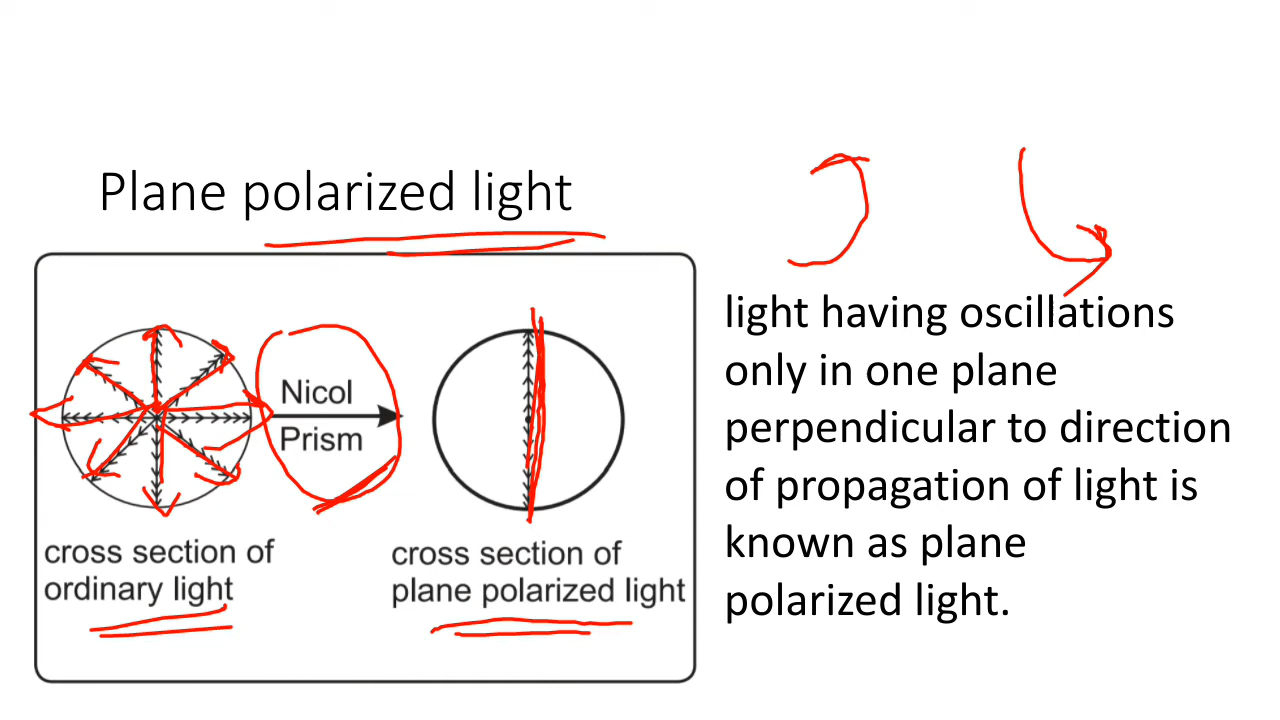 Plane polarized light
Nicol
Prism
cross section of
ordinary light
cross section of
plane polarized light
light having oscillations
only in one plane
perpendicular to direction
of propagation of light is
known as plane
polarized light.